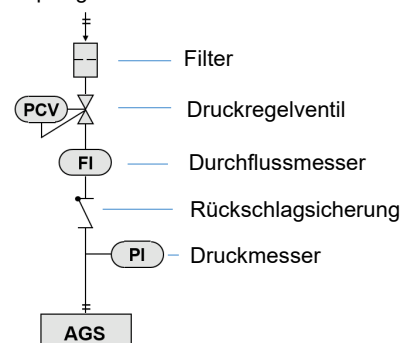 Filter
PCV
Druckregelventil
FI
Durchflussmesser
Rückschlagsicherung
PI
Druckmesser
AGS